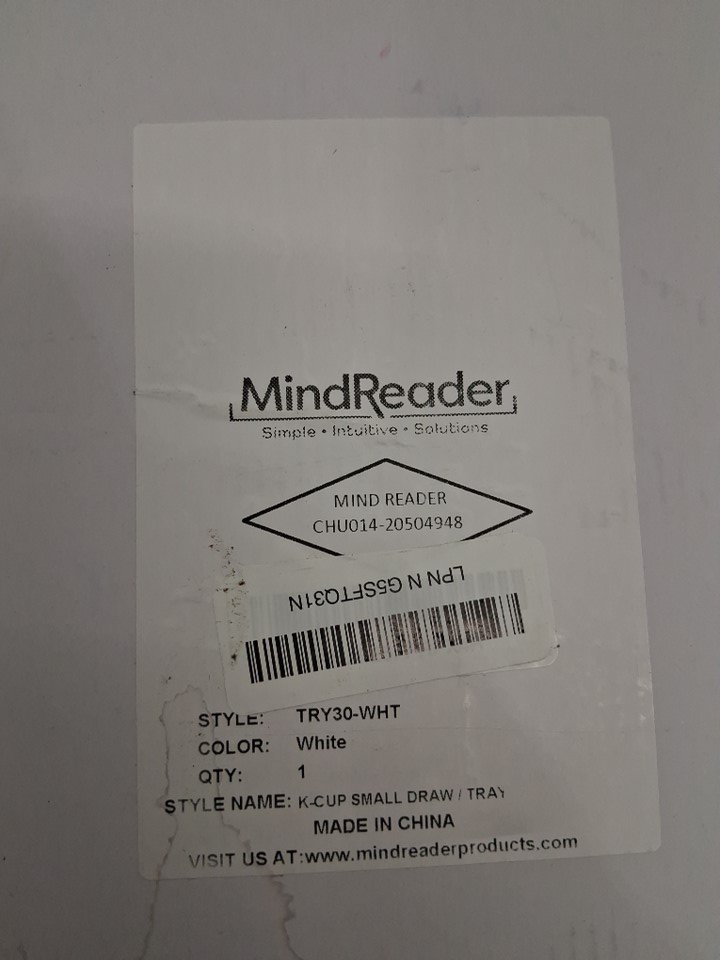 MindReader
Simple • Intuitive • Solutions
MIND READER
CHU014-20504948
LPN N G5SFTQ31N
STYLE: TRY30-WHT
COLOR: White
QTY: 1
STYLE NAME: K-CUP SMALL DRAW / TRAY
MADE IN CHINA
VISIT US AT:www.mindreaderproducts.com